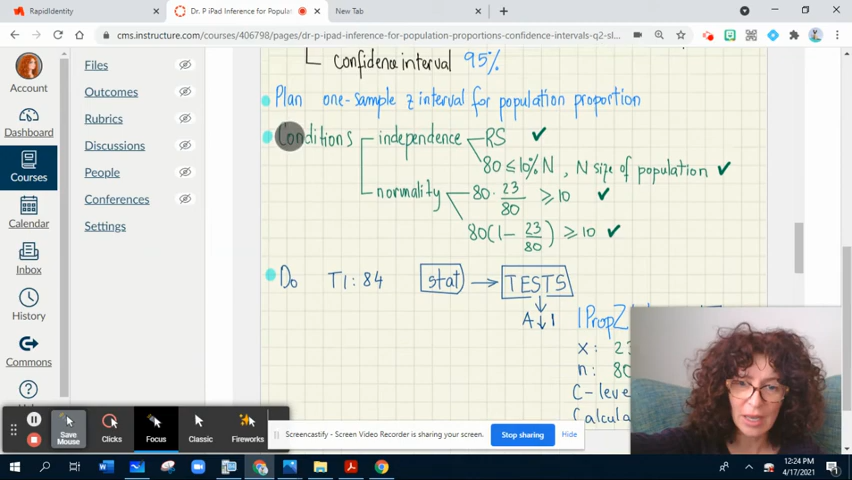 RapidIdentity
Dr. P iPad Inference for Populat
New Tab
cms.instructure.com/courses/406798/pages/dr-p-ipad-inference-for-population-proportions-confidence-intervals-q2-sl...
Account
Dashboard
Courses
Calendar
Inbox
History
Commons
Help
Files
Outcomes
Rubrics
Discussions
People
Conferences
Settings
confidence interval 95%
Plan one-sample z interval for population proportion
Conditions independence RS ✔
80 ≤ 10% N , N size of population ✔
normality 80 · 23/80 ≥ 10 ✔
80(1 - 23/80) ≥ 10 ✔
Do TI: 84 stat → TESTS
A ↓ 1
1 PropZ
x: 23
n: 80
C-leve
Calcula
Save Mouse
Clicks
Focus
Classic
Fireworks
Screencastify - Screen Video Recorder is sharing your screen.
Stop sharing
Hide
12:24 PM
4/17/2021